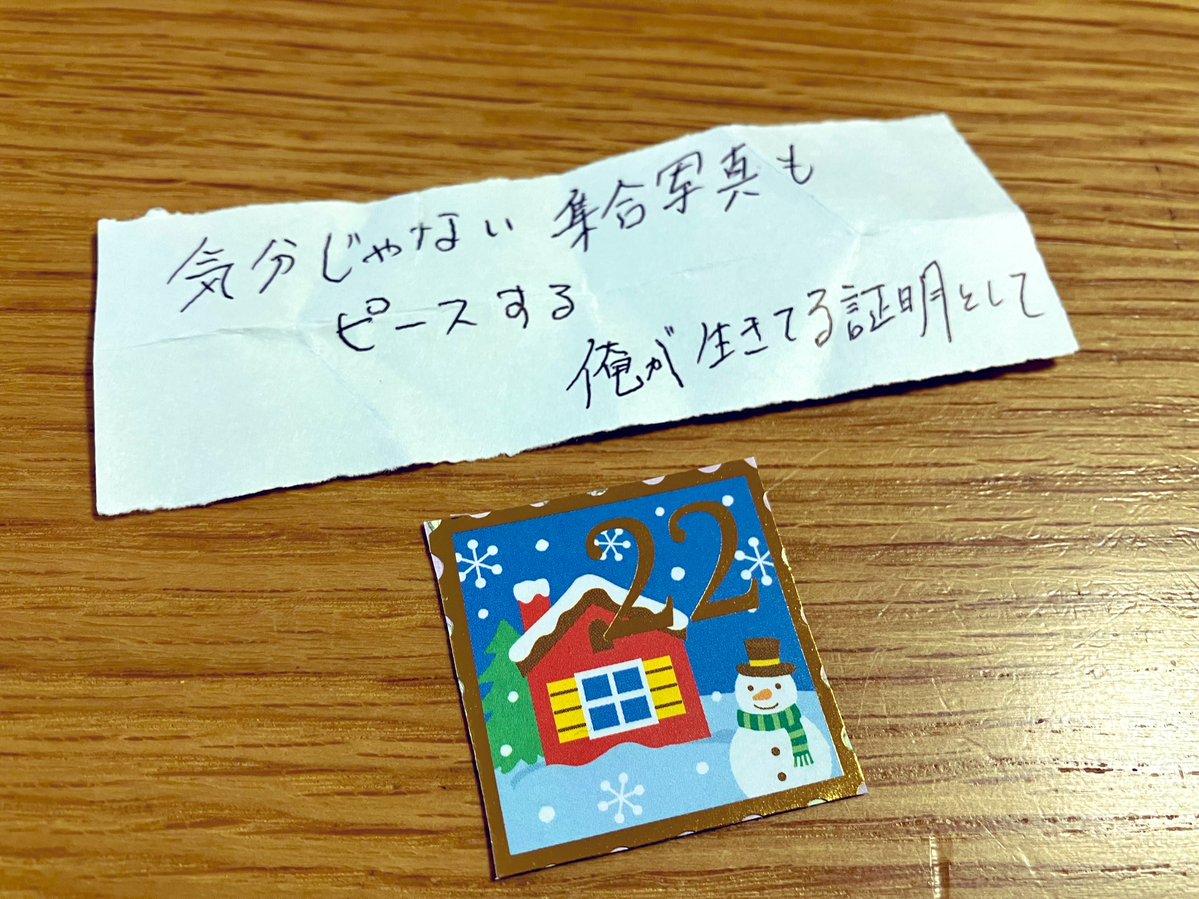 気分じゃない 集合写真も
ピースする
俺が生きてる証明として
22